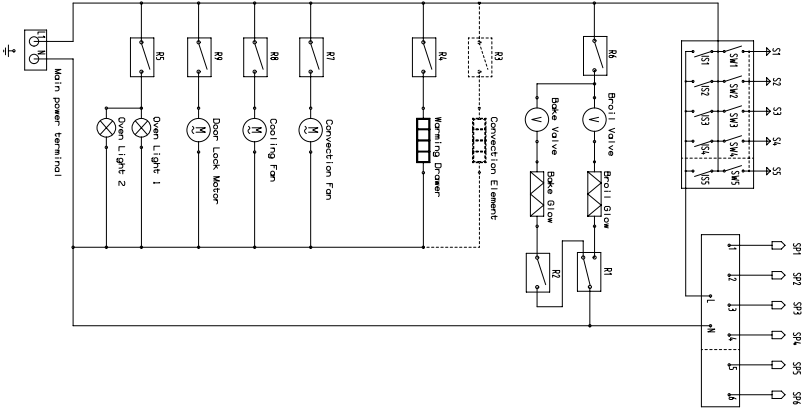 L1
N
Main power terminal
R5
R9
R8
R7
R4
R3
R6
Oven Light 1
Oven Light 2
M
Door Lock Motor
M
Cooling Fan
M
Convection Fan
Warming Drawer
Convection Element
V
Bake Valve
V
Broil Valve
Bake Glow
Broil Glow
R2
R1
S1
S2
S3
S4
S5
SW1
SW2
SW3
SW4
SW5
IS1
IS2
IS3
IS4
IS5
1
2
3
4
5
6
L
N
SP1
SP2
SP3
SP4
SP5
SP6